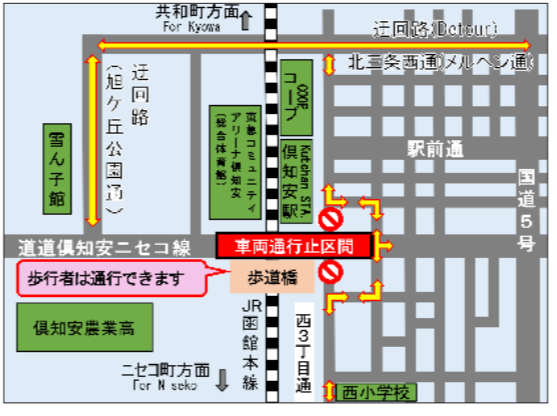 共和町方面
For Kyowa
迂回路(Detour)
北三条西通(メルヘン通)
迂回路
(旭ケ丘公園通)
COOP
コープ
東急コミュニティ
アリーナ倶知安
(総合体育館)
Kutchan STA
倶知安駅
駅前通
雪ん子館
国道5号
道道倶知安ニセコ線
車両通行止区間
歩行者は通行できます
歩道橋
倶知安農業高
JR函館本線
西3丁目通
ニセコ町方面
For Niseko
西小学校